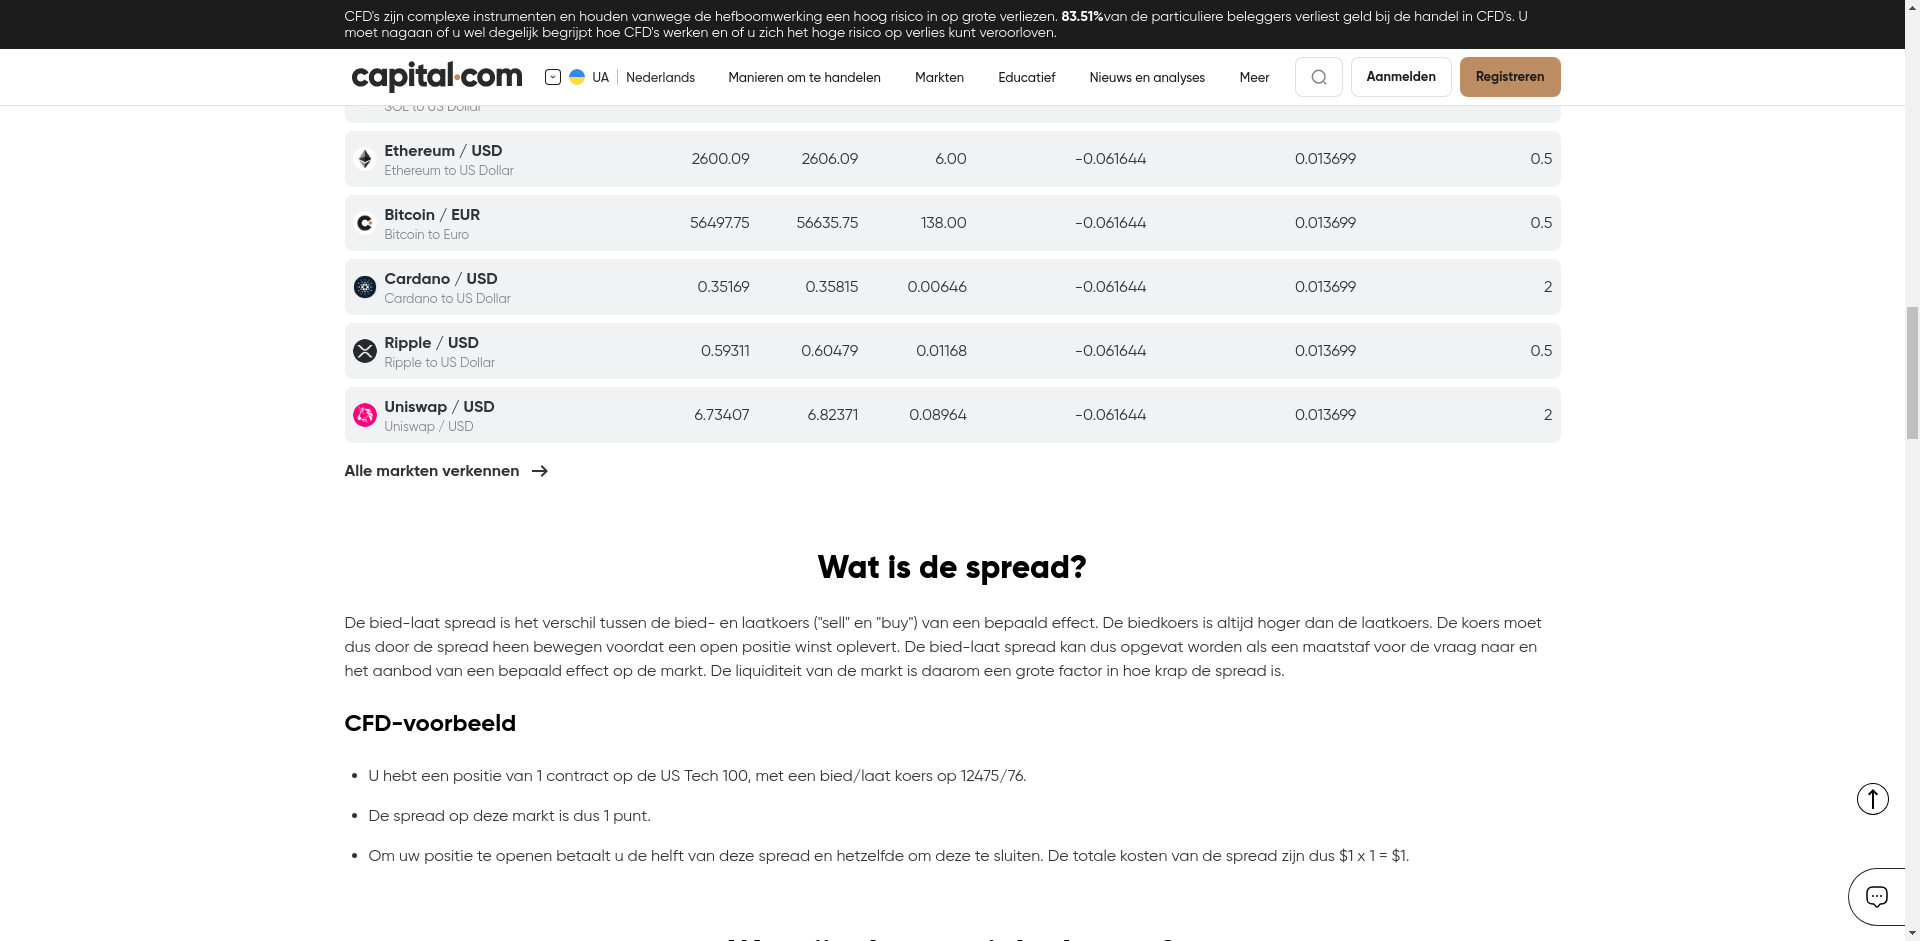 CFD's zijn complexe instrumenten en houden vanwege de hefboomwerking een hoog risico in op grote verliezen. 83.51%van de particuliere beleggers verliest geld bij de handel in CFD's. U
moet nagaan of u wel degelijk begrijpt hoe CFD's werken en of u zich het hoge risico op verlies kunt veroorloven.
capital.com UA Nederlands Manieren om te handelen Markten Educatief Nieuws en analyses Meer Aanmelden Registreren
SOL to US Dollar
Ethereum / USD
Ethereum to US Dollar
2600.09 2606.09 6.00 -0.061644 0.013699 0.5
Bitcoin / EUR
Bitcoin to Euro
56497.75 56635.75 138.00 -0.061644 0.013699 0.5
Cardano / USD
Cardano to US Dollar
0.35169 0.35815 0.00646 -0.061644 0.013699 2
Ripple / USD
Ripple to US Dollar
0.59311 0.60479 0.01168 -0.061644 0.013699 0.5
Uniswap / USD
Uniswap / USD
6.73407 6.82371 0.08964 -0.061644 0.013699 2
Alle markten verkennen
Wat is de spread?
De bied-laat spread is het verschil tussen de bied- en laatkoers ("sell" en "buy") van een bepaald effect. De biedkoers is altijd hoger dan de laatkoers. De koers moet
dus door de spread heen bewegen voordat een open positie winst oplevert. De bied-laat spread kan dus opgevat worden als een maatstaf voor de vraag naar en
het aanbod van een bepaald effect op de markt. De liquiditeit van de markt is daarom een grote factor in hoe krap de spread is.
CFD-voorbeeld
U hebt een positie van 1 contract op de US Tech 100, met een bied/laat koers op 12475/76.
De spread op deze markt is dus 1 punt.
Om uw positie te openen betaalt u de helft van deze spread en hetzelfde om deze te sluiten. De totale kosten van de spread zijn dus $1 x 1 = $1.